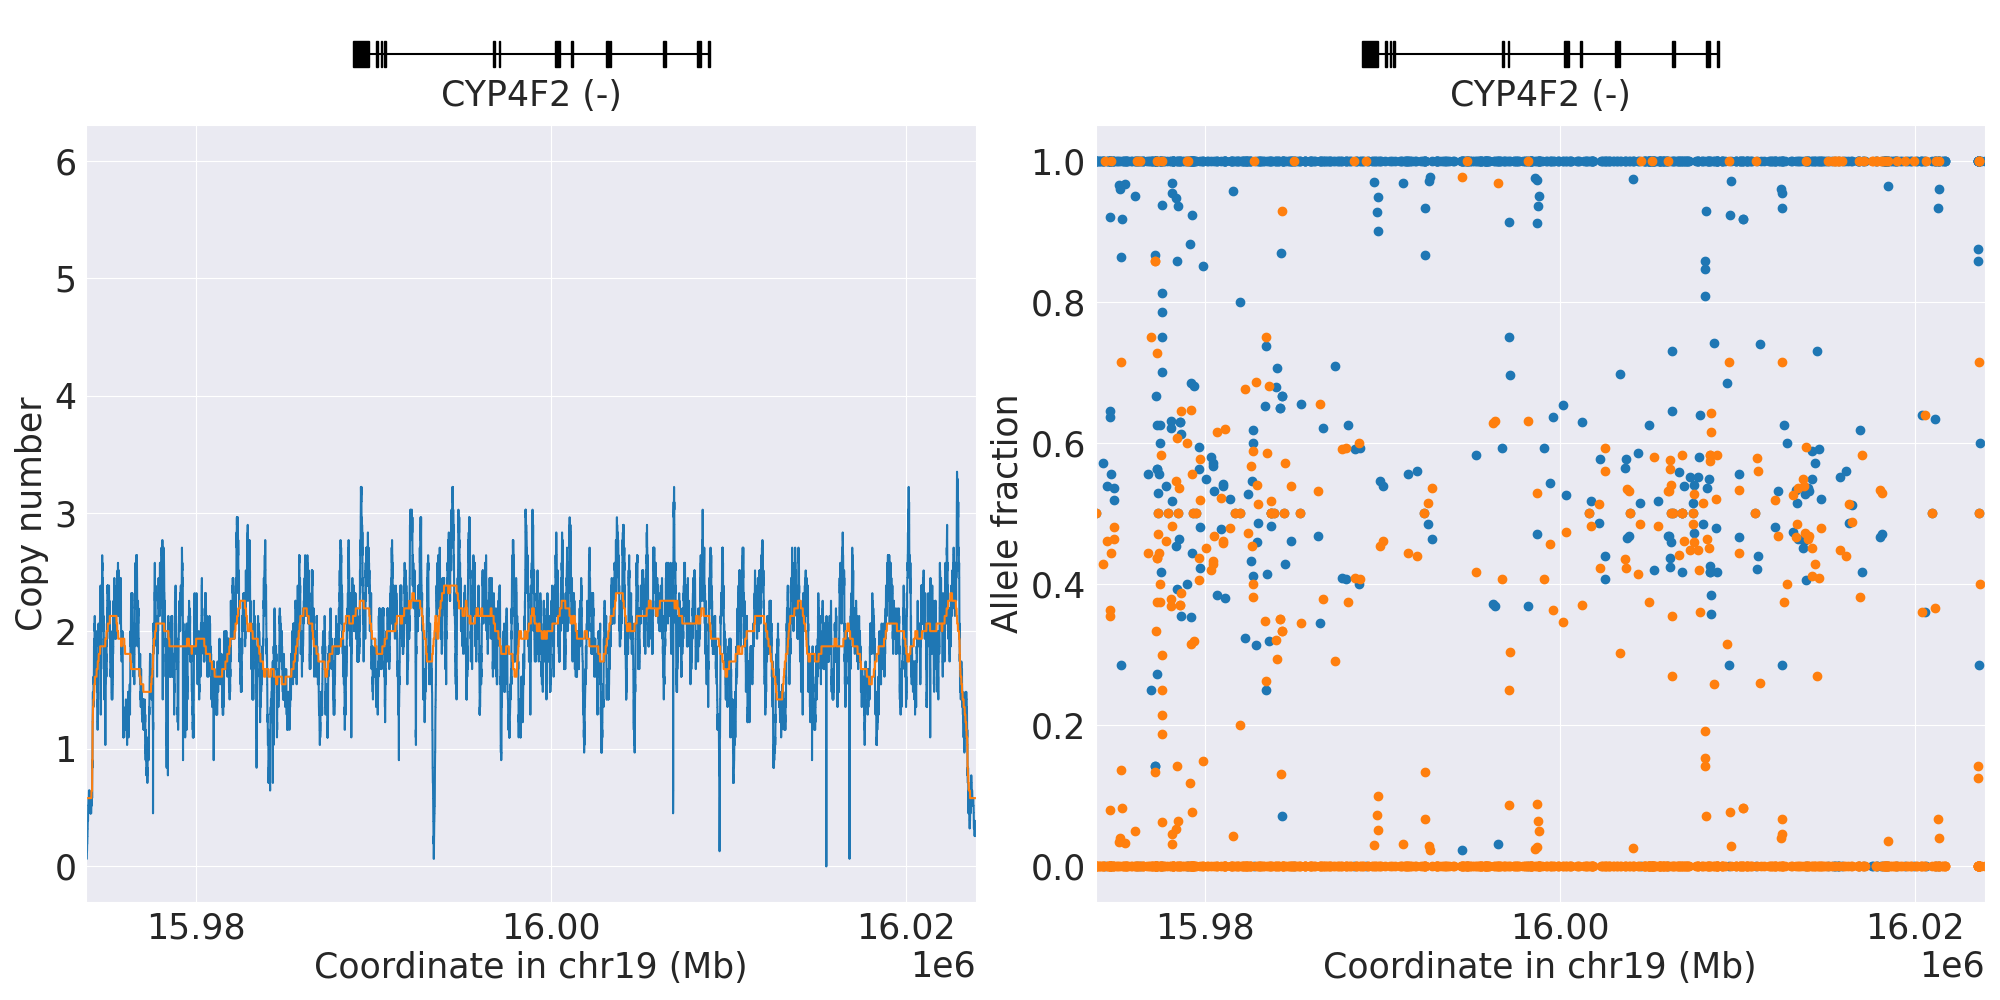 CYP4F2 (-)
Copy number
6
5
4
3
2
1
0
15.98
16.00
16.02
Coordinate in chr19 (Mb)
1e6
CYP4F2 (-)
Allele fraction
1.0
0.8
0.6
0.4
0.2
0.0
15.98
16.00
16.02
Coordinate in chr19 (Mb)
1e6